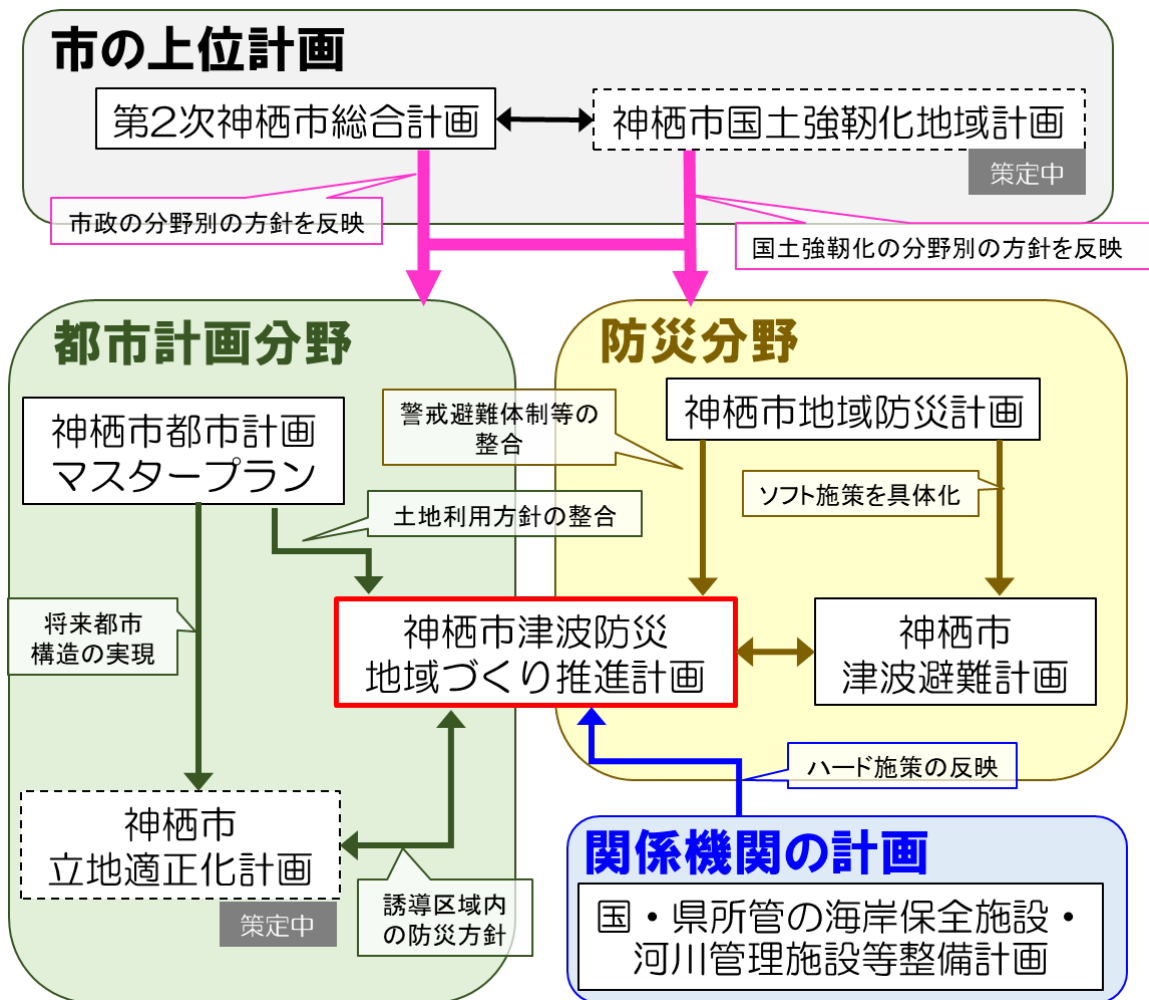 市の上位計画
第2次神栖市総合計画
神栖市国土強靭化地域計画
策定中
市政の分野別の方針を反映
国土強靭化の分野別の方針を反映
都市計画分野
防災分野
神栖市都市計画
マスタープラン
警戒避難体制等の
整合
神栖市地域防災計画
ソフト施策を具体化
土地利用方針の整合
将来都市
構造の実現
神栖市津波防災
地域づくり推進計画
神栖市
津波避難計画
ハード施策の反映
神栖市
立地適正化計画
策定中
誘導区域内
の防災方針
関係機関の計画
国・県所管の海岸保全施設・
河川管理施設等整備計画